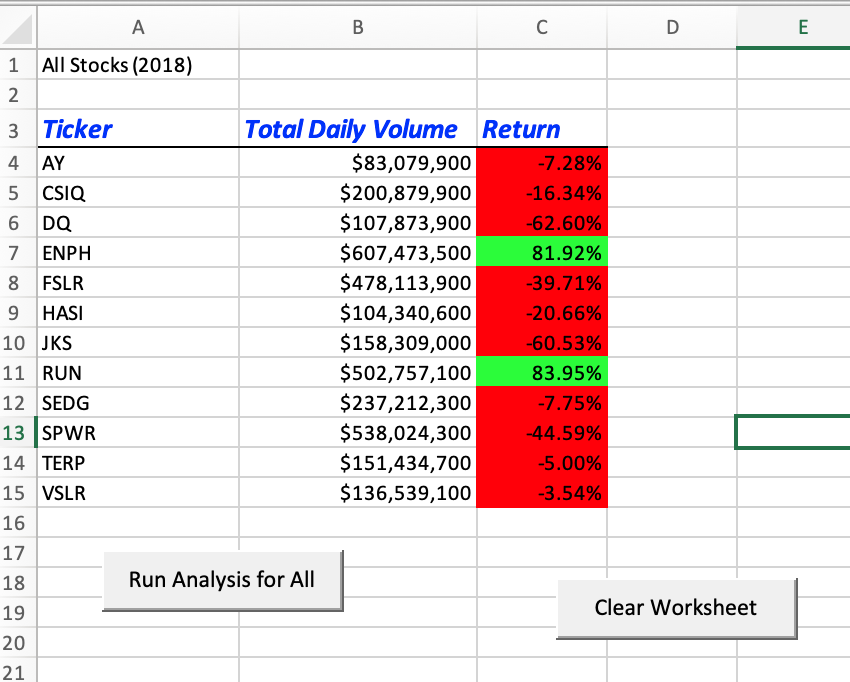 A B C D E
1 All Stocks (2018)
2
3 Ticker Total Daily Volume Return
4 AY $83,079,900 -7.28%
5 CSIQ $200,879,900 -16.34%
6 DQ $107,873,900 -62.60%
7 ENPH $607,473,500 81.92%
8 FSLR $478,113,900 -39.71%
9 HASI $104,340,600 -20.66%
10 JKS $158,309,000 -60.53%
11 RUN $502,757,100 83.95%
12 SEDG $237,212,300 -7.75%
13 SPWR $538,024,300 -44.59%
14 TERP $151,434,700 -5.00%
15 VSLR $136,539,100 -3.54%
16
17
18 Run Analysis for All
19 Clear Worksheet
20
21